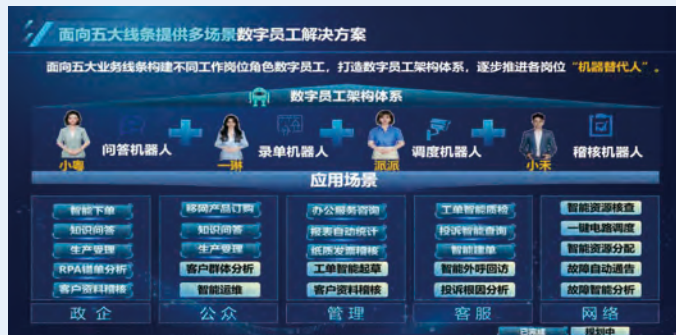 面向五大线条提供多场景数字员工解决方案
面向五大业务线条构建不同工作岗位角色数字员工,打造数字员工架构体系,逐步推进各岗位“机器替代人”。
数字员工架构体系
小粤 问答机器人 一琳 录单机器人 派派 调度机器人 小禾 稽核机器人
应用场景
智能下单 移网产品订购 办公服务咨询 工单智能质检 智能资源核查
知识问答 知识问答 报表自动统计 投诉智能查询 一键电路调度
生产受理 生产受理 纸质发票稽核 智能建单 智能资源分配
RPA错单分析 客户群体分析 工单智能起草 智能外呼回访 故障自动通告
客户资料稽核 智能运维 客户资料稽核 投诉根因分析 故障智能分析
政企 公众 管理 客服 网络
已完成 规划中